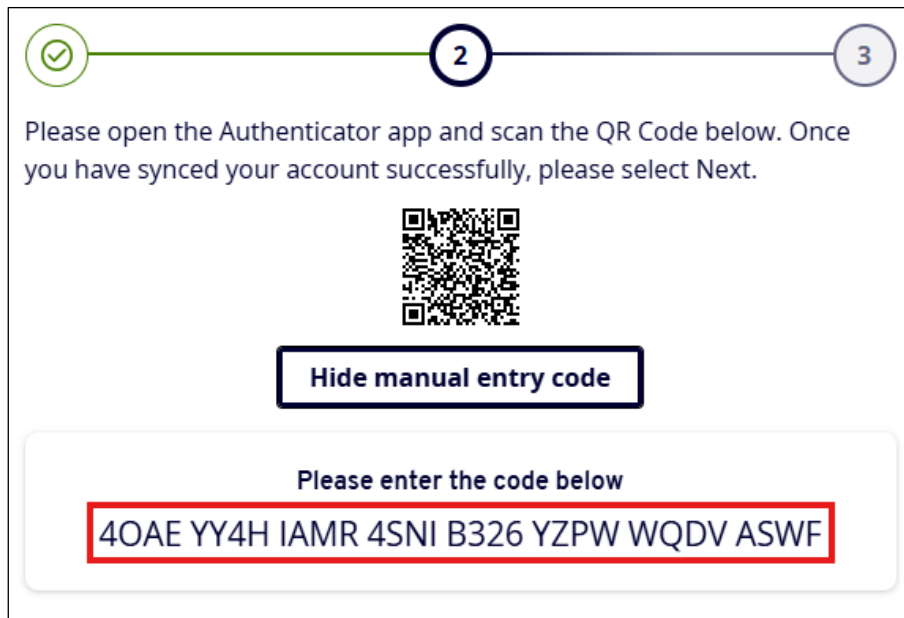 2 3
Please open the Authenticator app and scan the QR Code below. Once
you have synced your account successfully, please select Next.
Hide manual entry code
Please enter the code below
4OAE YY4H IAMR 4SNI B326 YZPW WQDV ASWF